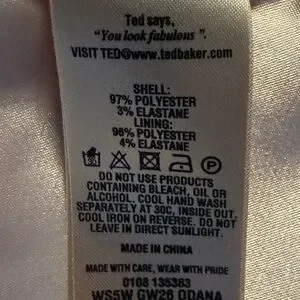 Ted says,
"You look fabulous".
VISIT TED@www.tedbaker.com
SHELL:
97% POLYESTER
3% ELASTANE
LINING:
96% POLYESTER
4% ELASTANE
DO NOT USE PRODUCTS
CONTAINING BLEACH, OIL OR
ALCOHOL, COOL HAND WASH
SEPARATELY AT 30C, INSIDE OUT.
COOL IRON ON REVERSE. DO NOT
LEAVE IN DIRECT SUNLIGHT.
MADE IN CHINA
MADE WITH CARE, WEAR WITH PRIDE
0168 135383
WS5W GW26 ODANA